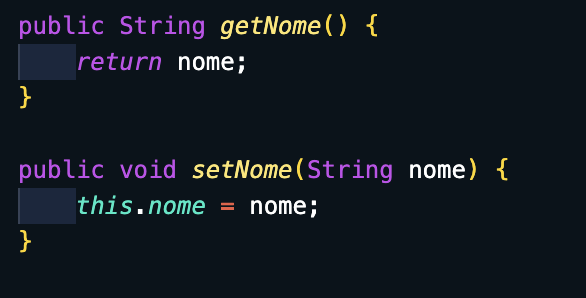 public String getNome() {
    return nome;
}

public void setNome(String nome) {
    this.nome = nome;
}